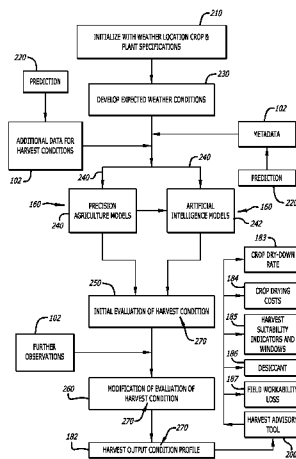 210
INITIALIZE WITH WEATHER LOCATION CROP &
PLANT SPECIFICATIONS
220
PREDICTION
230
DEVELOP EXPECTED WEATHER CONDITIONS
102
METADATA
ADDITIONAL DATA FOR
HARVEST CONDITIONS
102
240
240
PREDICTION
220
160
PRECISION
AGRICULTURE MODELS
240
ARTIFICIAL
INTELLIGENCE MODELS
242
160
183
CROP DRY-DOWN
RATE
184
CROP DRYING
COSTS
185
HARVEST
SUITABILITY
INDICATORS AND
WINDOWS
186
DESICCANT
187
FIELD WORKABILITY
LOSS
HARVEST ADVISORY
TOOL
200
250
INITIAL EVALUATION OF HARVEST CONDITION
270
102
FURTHER
OBSERVATIONS
260
MODIFICATION OF EVALUATION OF
HARVEST CONDITION
270
270
182
HARVEST OUTPUT CONDITION PROFILE